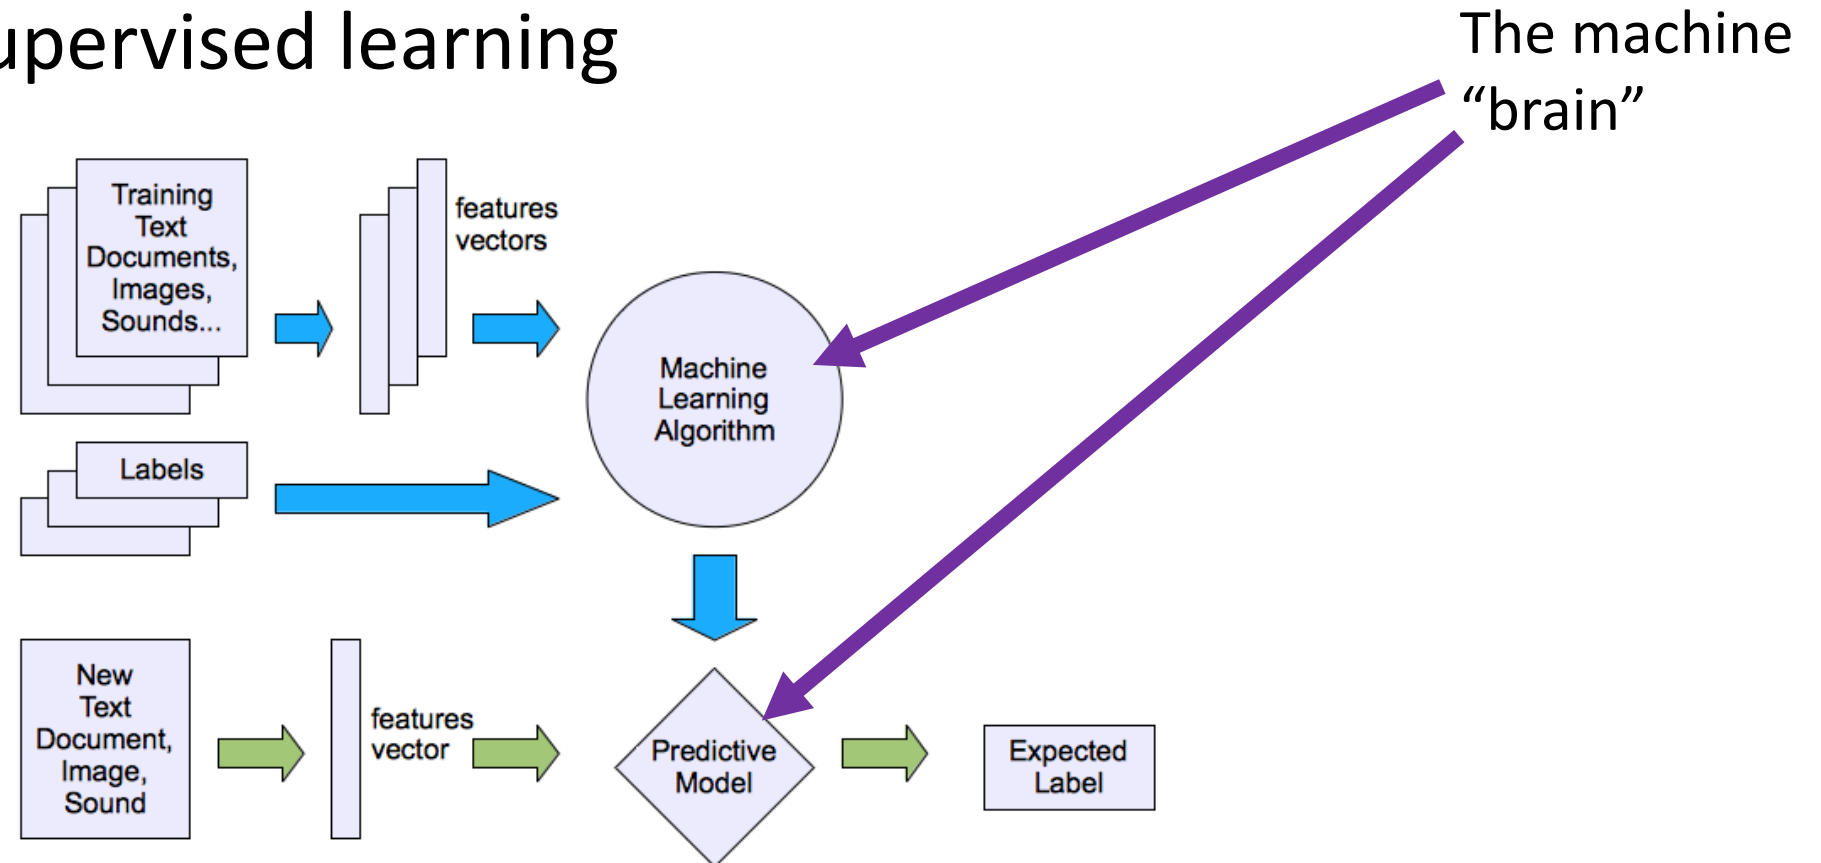 upervised learning
The machine
“brain”
Training
Text
Documents,
Images,
Sounds...
features
vectors
Machine
Learning
Algorithm
Labels
New
Text
Document,
Image,
Sound
features
vector
Predictive
Model
Expected
Label